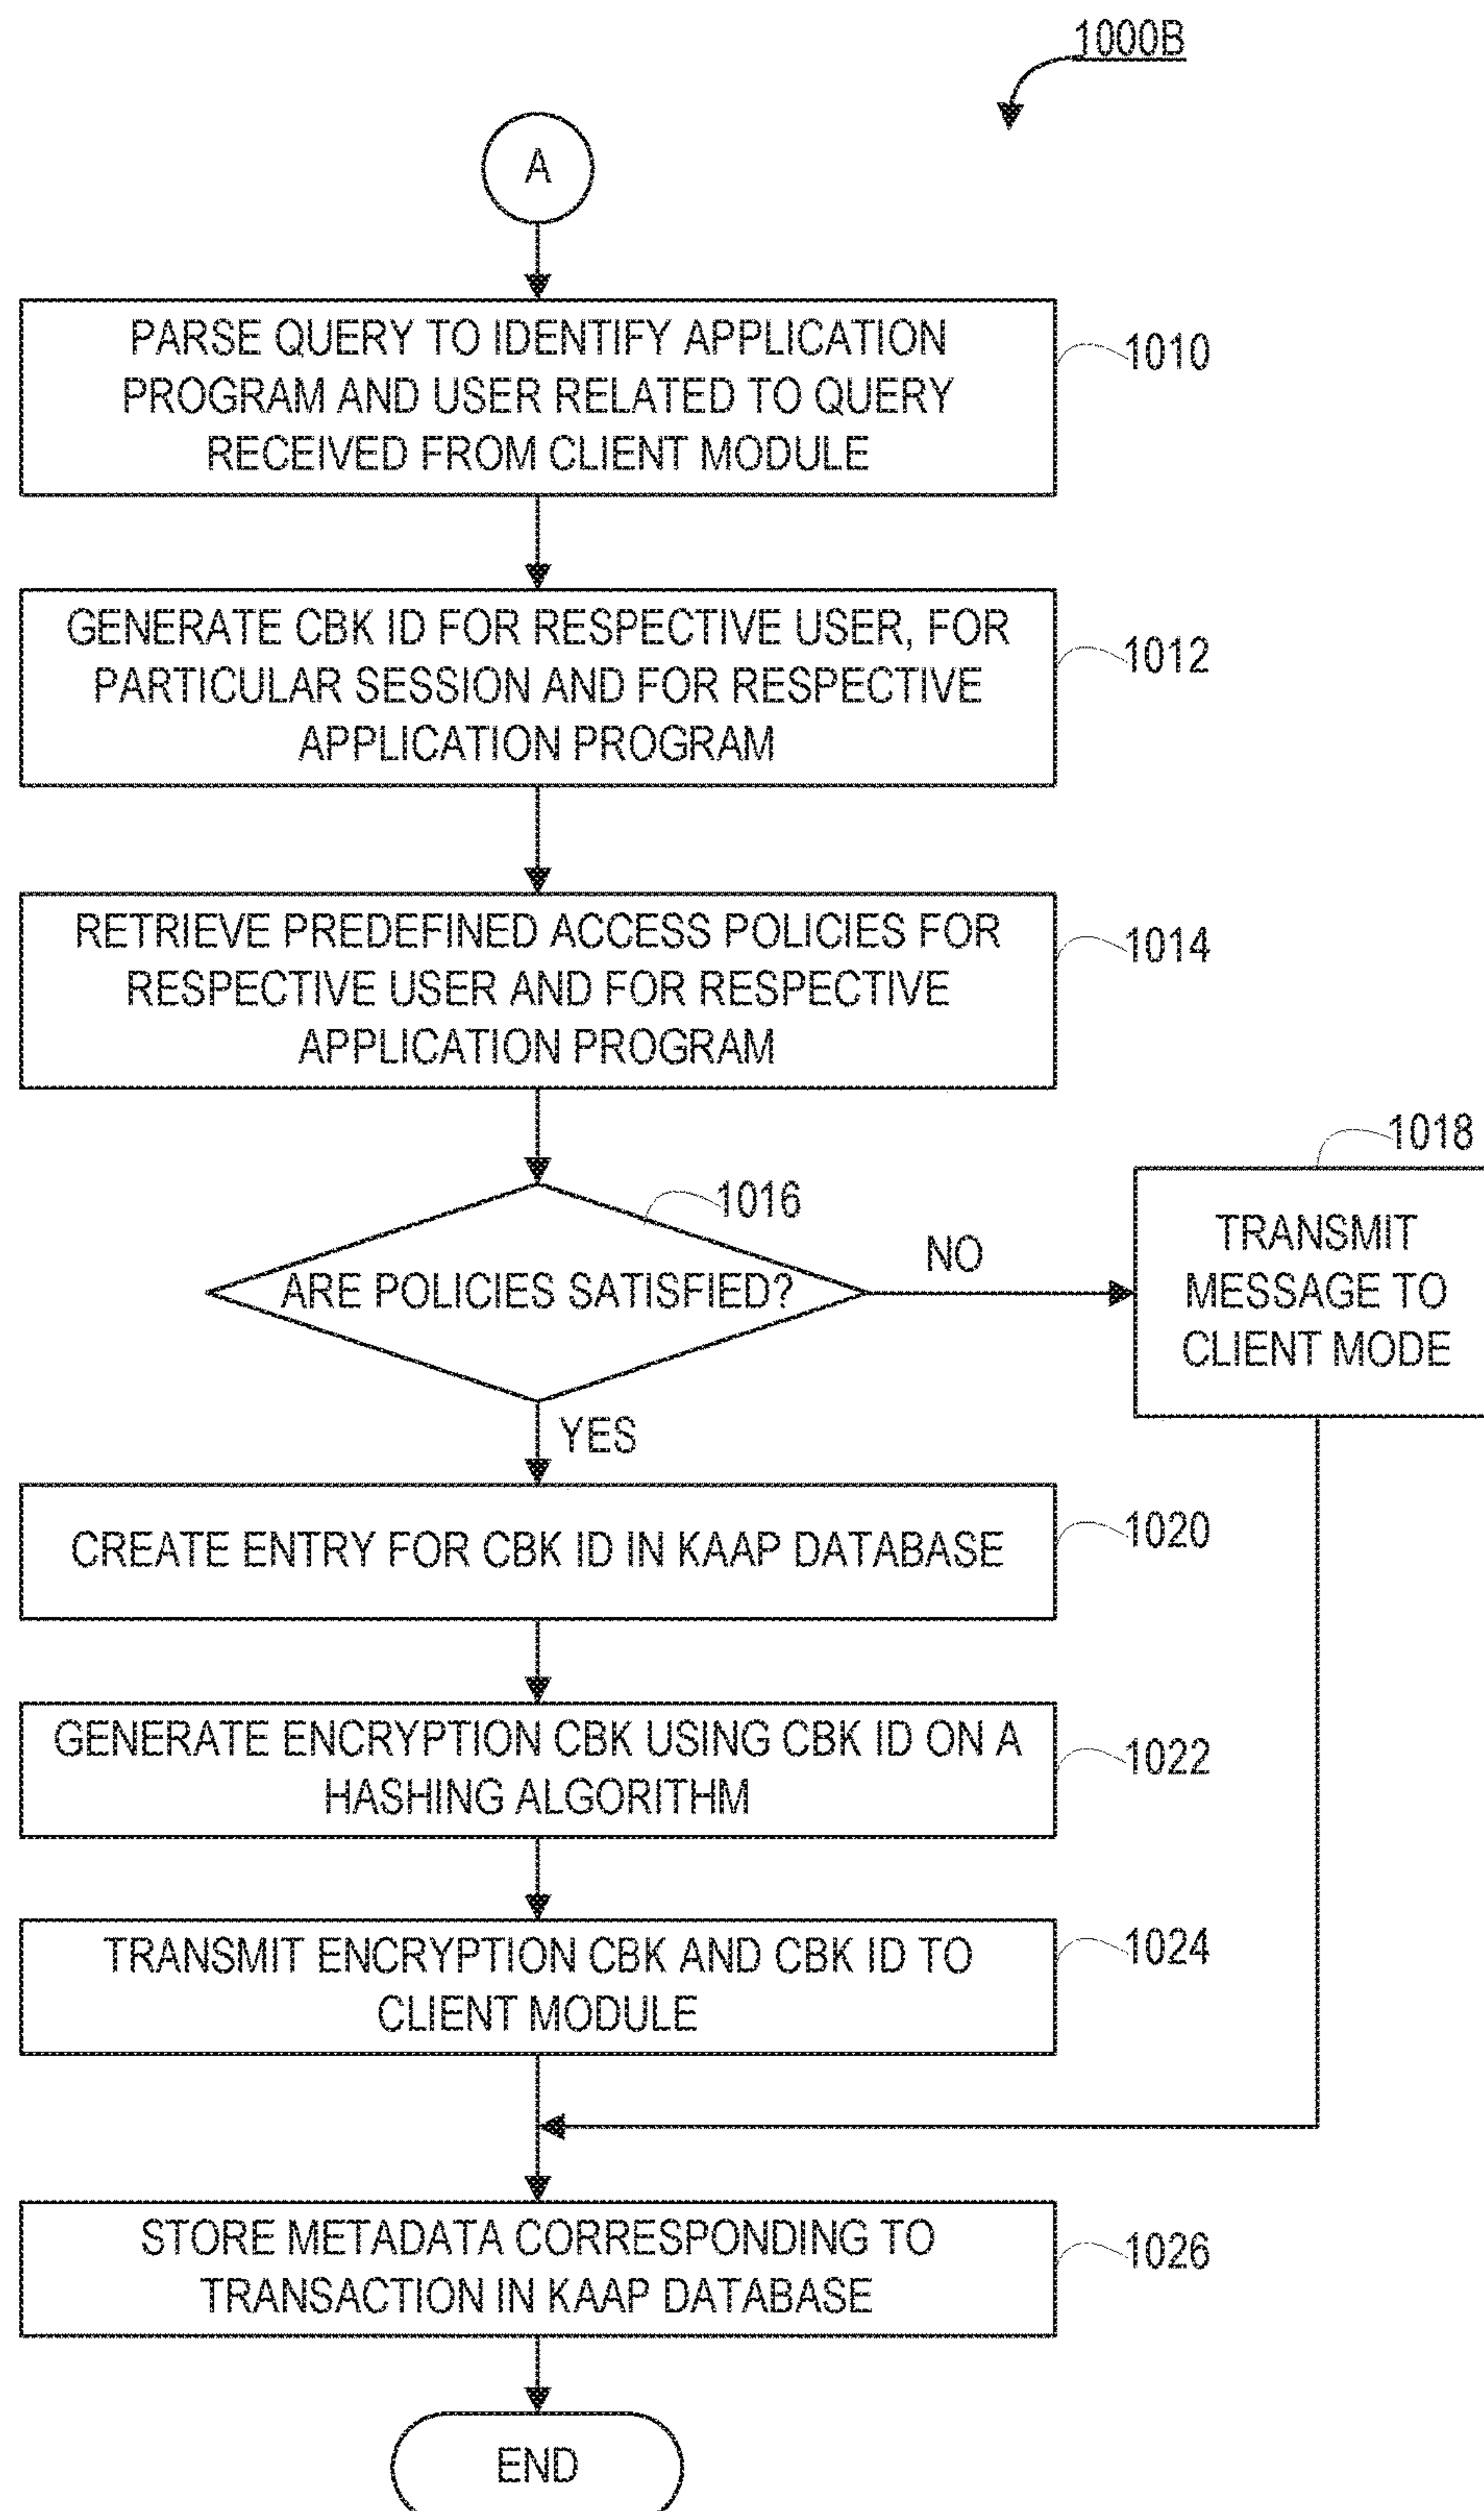 1000B
A
PARSE QUERY TO IDENTIFY APPLICATION
PROGRAM AND USER RELATED TO QUERY
RECEIVED FROM CLIENT MODULE
1010
GENERATE CBK ID FOR RESPECTIVE USER, FOR
PARTICULAR SESSION AND FOR RESPECTIVE
APPLICATION PROGRAM
1012
RETRIEVE PREDEFINED ACCESS POLICIES FOR
RESPECTIVE USER AND FOR RESPECTIVE
APPLICATION PROGRAM
1014
1016
ARE POLICIES SATISFIED?
NO
1018
TRANSMIT
MESSAGE TO
CLIENT MODE
YES
CREATE ENTRY FOR CBK ID IN KAAP DATABASE
1020
GENERATE ENCRYPTION CBK USING CBK ID ON A
HASHING ALGORITHM
1022
TRANSMIT ENCRYPTION CBK AND CBK ID TO
CLIENT MODULE
1024
STORE METADATA CORRESPONDING TO
TRANSACTION IN KAAP DATABASE
1026
END